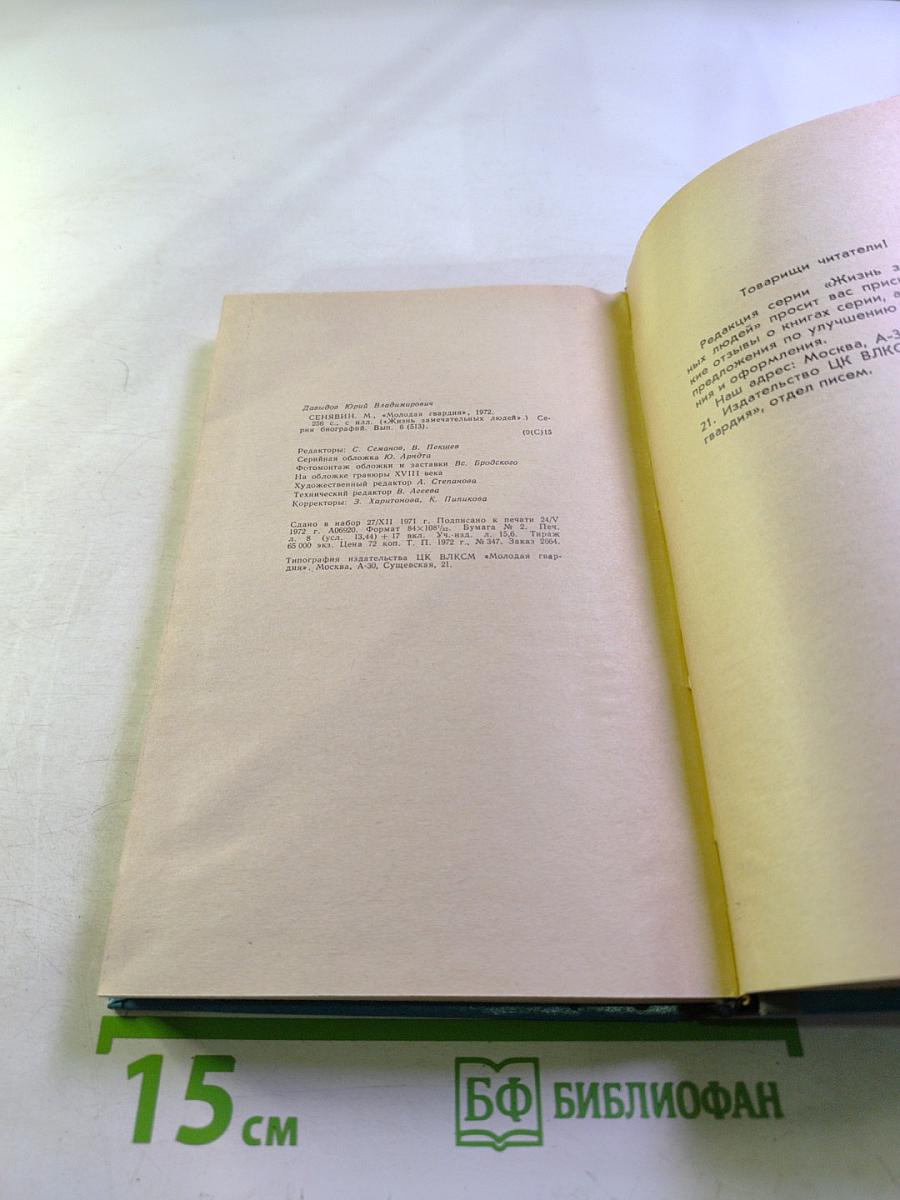 Давыдов Юрий Владимирович
СЕНЯВИН. М., «Молодая гвардия», 1972.
256 с., с илл. («Жизнь замечательных людей».) Се-
рия биографий. Вып. 6 (513).
(9(С)15
Редакторы: С. Семанов, В. Пекшев
Серийная обложка Ю. Арндта
Фотомонтаж обложки и заставки Вс. Бродского
На обложке гравюры XVIII века
Художественный редактор А. Степанова
Технический редактор В. Агеева
Корректоры: З. Харитонова, К. Пипикова
Сдано в набор 27/XII 1971 г. Подписано к печати 24/V
1972 г. А06920. Формат 84×108¹/₃₂. Бумага № 2. Печ.
л. 8 (усл. 13,44) + 17 вкл. Уч.-изд. л. 15,6. Тираж
65 000 экз. Цена 72 коп. Т. П. 1972 г., № 347. Заказ 2664.
Типография издательства ЦК ВЛКСМ «Молодая гвар-
дия». Москва, А-30, Сущевская, 21.
Товарищи читатели!
Редакция серии «Жизнь з
ных людей» просит вас прис
кие отзывы о книгах серии, а
предложения по улучшению
ния и оформления.
Наш адрес: Москва, А-3
21. Издательство ЦК ВЛКС
гвардия», отдел писем.
15 см
БФ БИБЛИОФАН